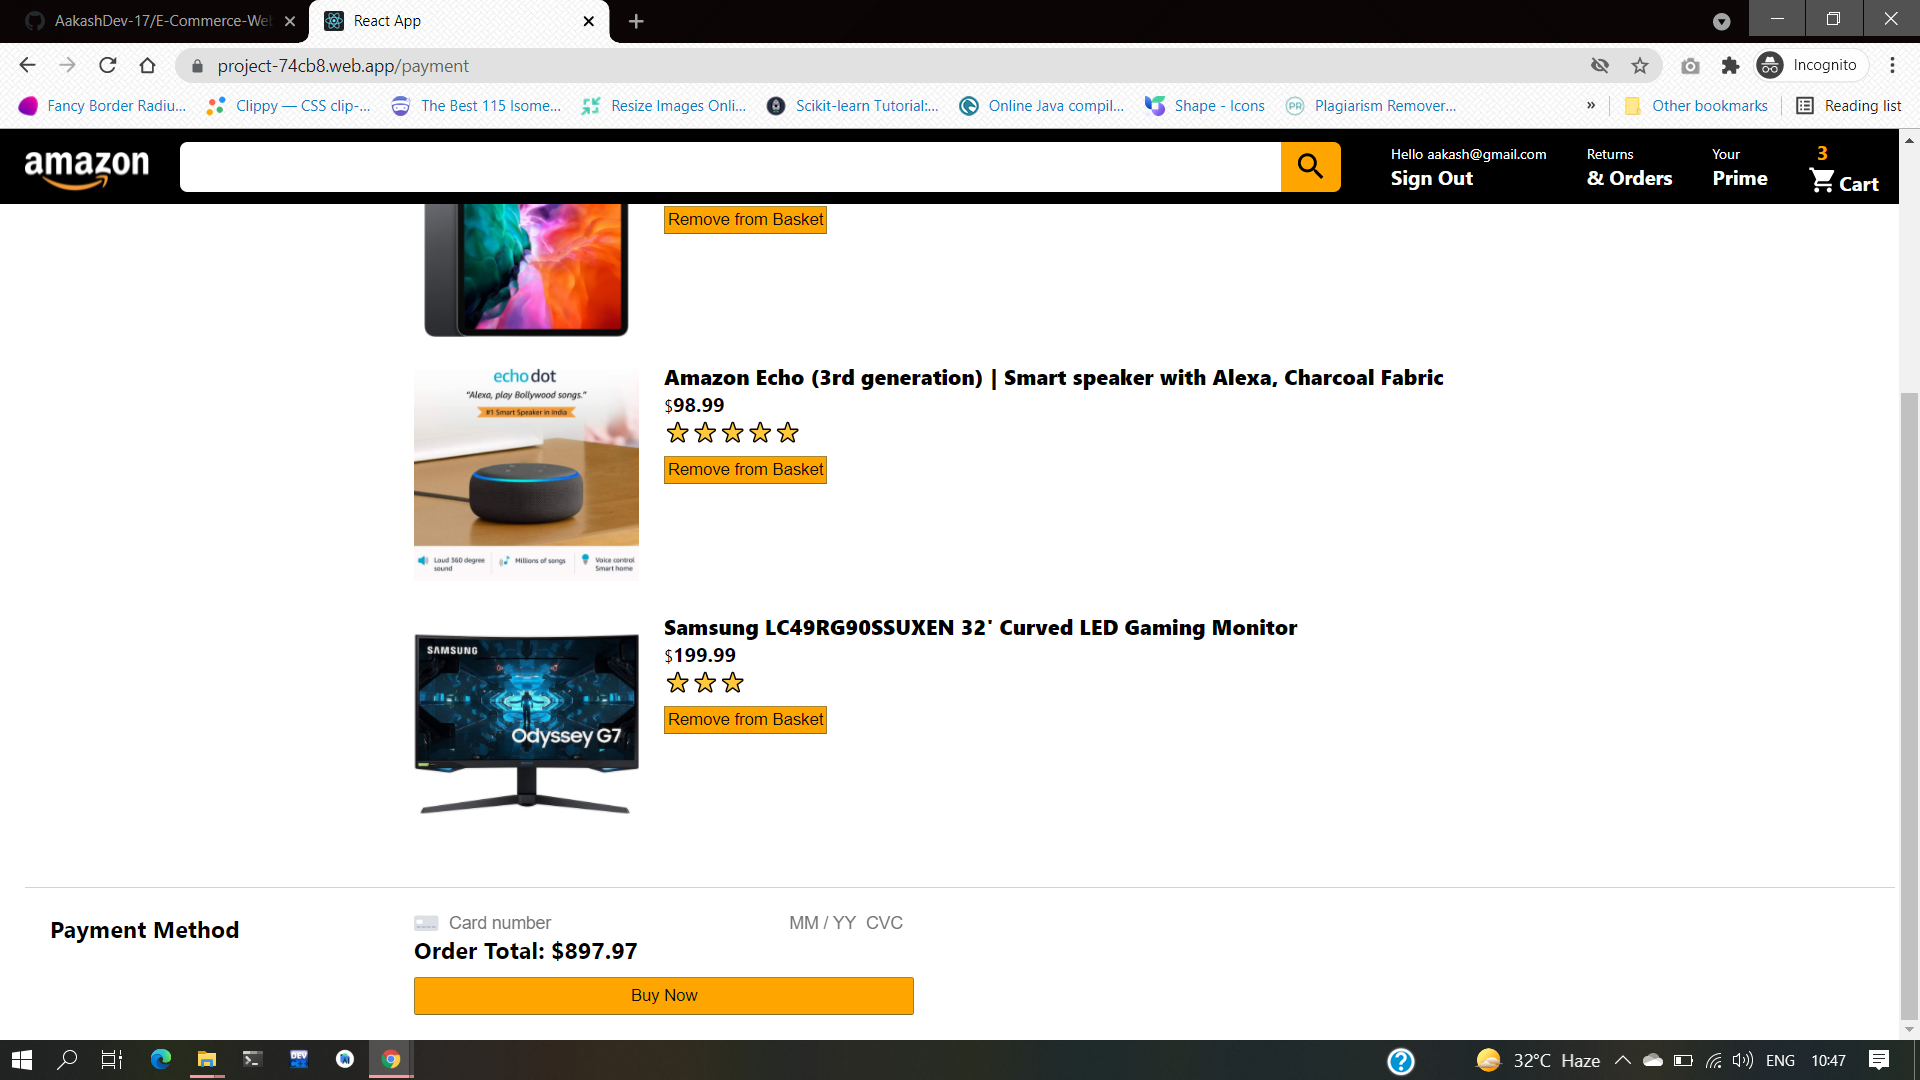 AakashDev-17/E-Commerce-Web
React App
project-74cb8.web.app/payment
Incognito
Fancy Border Radiu...
Clippy — CSS clip-...
The Best 115 Isome...
Resize Images Onli...
Scikit-learn Tutorial:...
Online Java compil...
Shape - Icons
PR
Plagiarism Remover...
»
Other bookmarks
Reading list
amazon
Hello aakash@gmail.com
Sign Out
Returns
& Orders
Your
Prime
3
Cart
Remove from Basket
echo dot
"Alexa, play Bollywood songs."
#1 Smart Speaker in India
Loud 360 degree
sound
Millions of songs
Voice control
Smart home
Amazon Echo (3rd generation) | Smart speaker with Alexa, Charcoal Fabric
$98.99
Remove from Basket
SAMSUNG
Odyssey G7
Samsung LC49RG90SSUXEN 32' Curved LED Gaming Monitor
$199.99
Remove from Basket
Payment Method
Card number
MM / YY CVC
Order Total: $897.97
Buy Now
DEV
32°C Haze
ENG
10:47